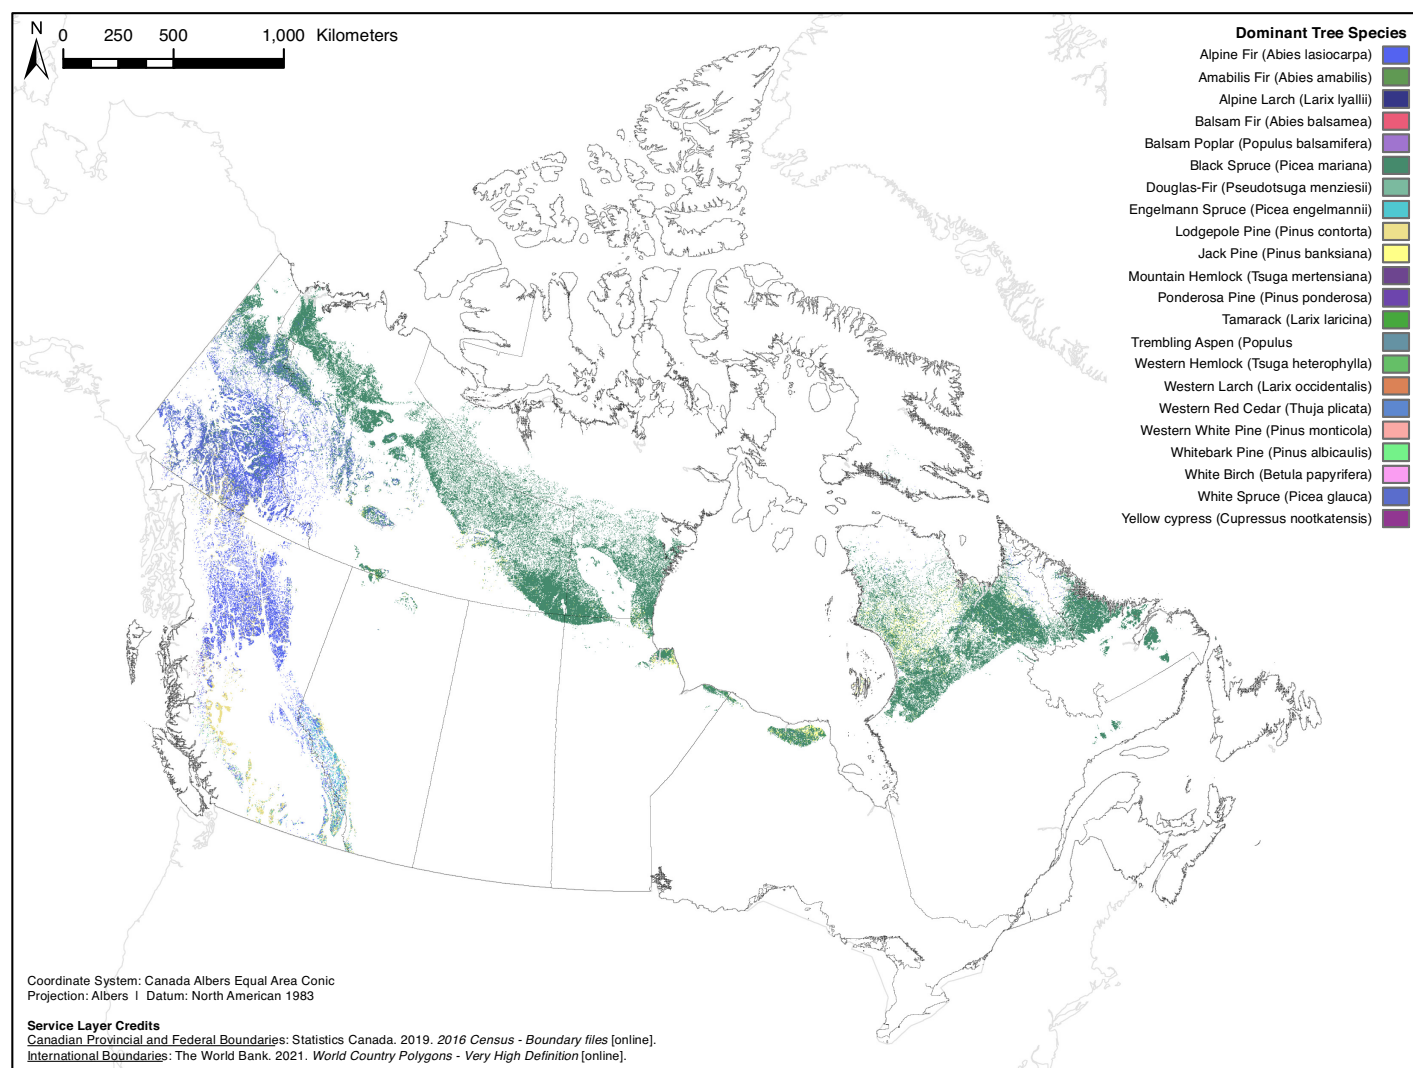 N
0 250 500 1,000 Kilometers
Dominant Tree Species
Alpine Fir (Abies lasiocarpa)
Amabilis Fir (Abies amabilis)
Alpine Larch (Larix lyallii)
Balsam Fir (Abies balsamea)
Balsam Poplar (Populus balsamifera)
Black Spruce (Picea mariana)
Douglas-Fir (Pseudotsuga menziesii)
Engelmann Spruce (Picea engelmannii)
Lodgepole Pine (Pinus contorta)
Jack Pine (Pinus banksiana)
Mountain Hemlock (Tsuga mertensiana)
Ponderosa Pine (Pinus ponderosa)
Tamarack (Larix laricina)
Trembling Aspen (Populus
Western Hemlock (Tsuga heterophylla)
Western Larch (Larix occidentalis)
Western Red Cedar (Thuja plicata)
Western White Pine (Pinus monticola)
Whitebark Pine (Pinus albicaulis)
White Birch (Betula papyrifera)
White Spruce (Picea glauca)
Yellow cypress (Cupressus nootkatensis)
Coordinate System: Canada Albers Equal Area Conic
Projection: Albers | Datum: North American 1983
Service Layer Credits
Canadian Provincial and Federal Boundaries: Statistics Canada. 2019. 2016 Census - Boundary files [online].
International Boundaries: The World Bank. 2021. World Country Polygons - Very High Definition [online].